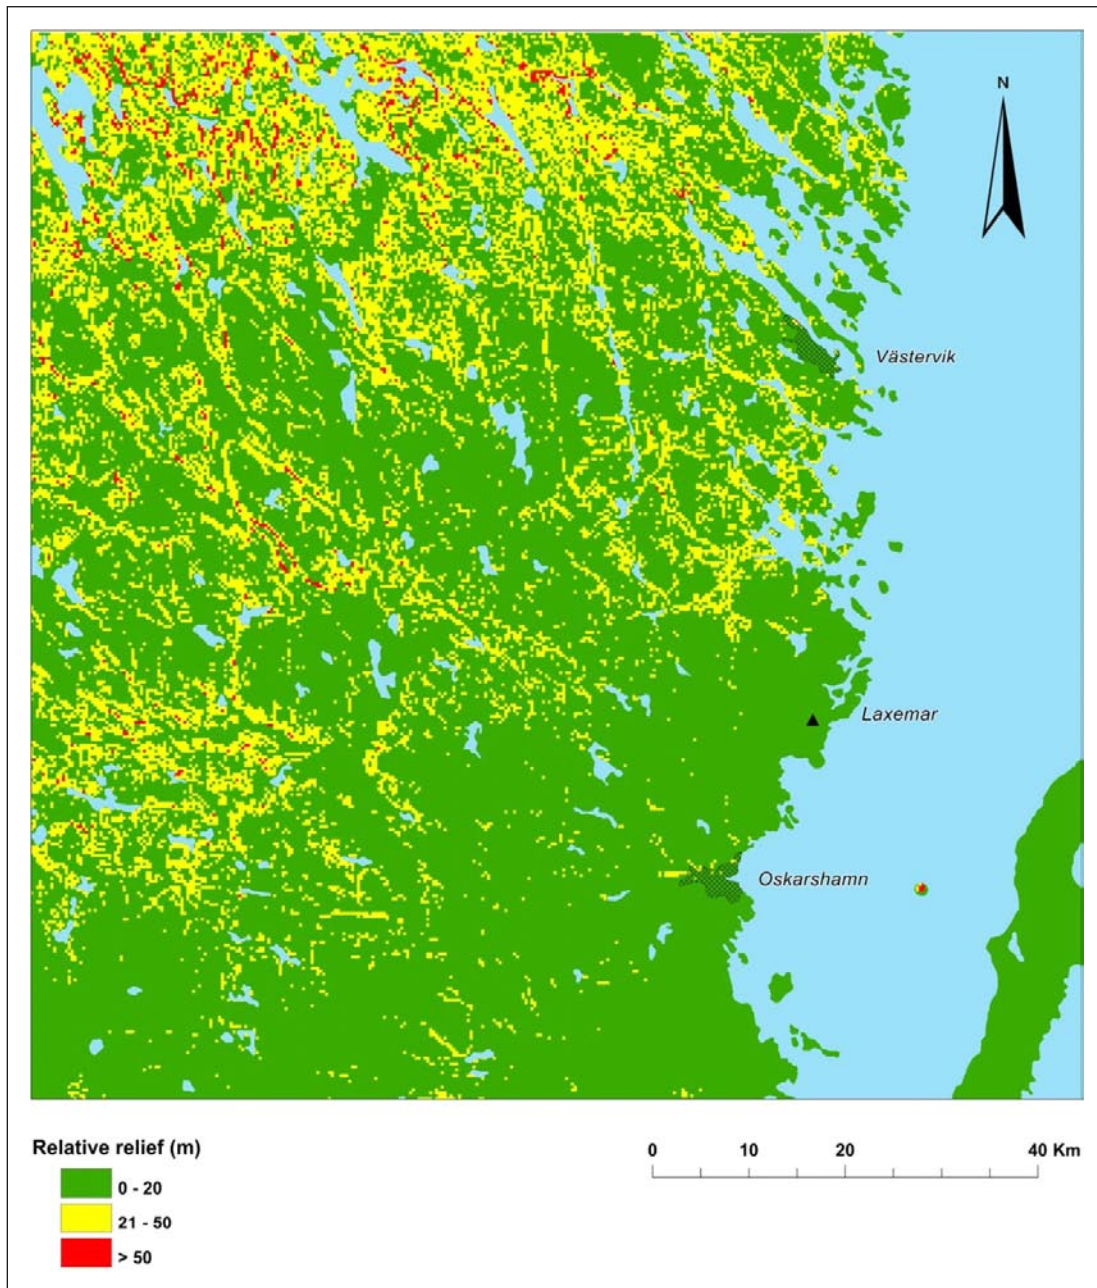 N
Västervik
Laxemar
Oskarshamn
Relative relief (m)
0 - 20
21 - 50
> 50
0 10 20 40 Km